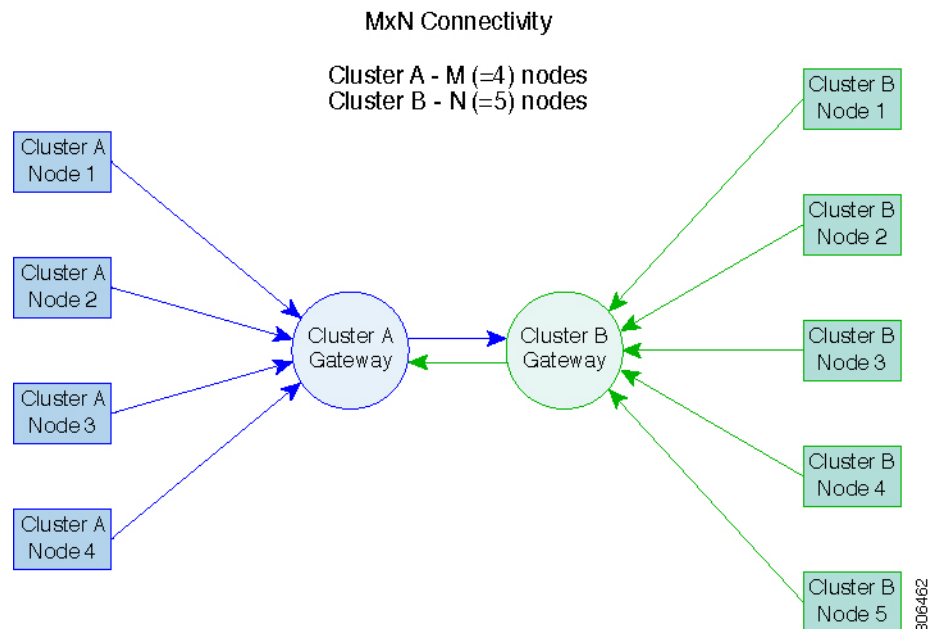 MxN Connectivity
Cluster A - M (=4) nodes
Cluster B - N (=5) nodes
Cluster A
Node 1
Cluster A
Node 2
Cluster A
Node 3
Cluster A
Node 4
Cluster A
Gateway
Cluster B
Gateway
Cluster B
Node 1
Cluster B
Node 2
Cluster B
Node 3
Cluster B
Node 4
Cluster B
Node 5
306462